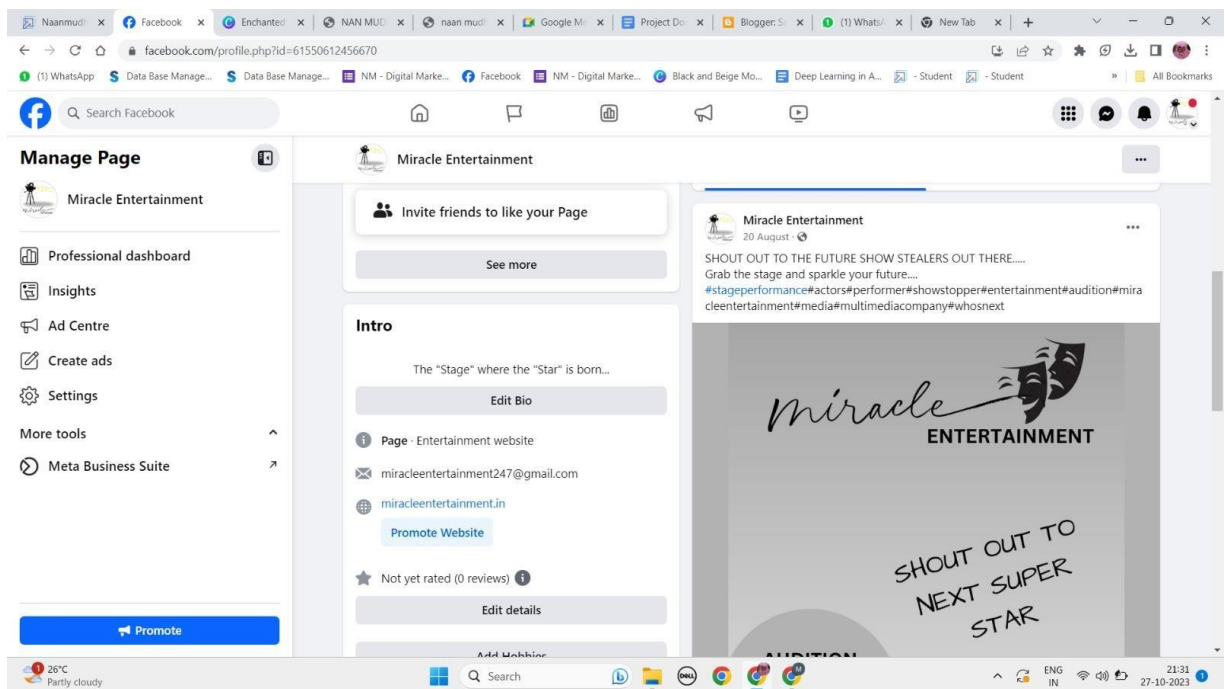 Naanmudh
Facebook
Enchanted
NAN MUD
naan mud
Google Me
Project Do
Blogger: S
(1) Whats
New Tab
facebook.com/profile.php?id=61550612456670
(1) WhatsApp
Data Base Manage...
Data Base Manage...
NM - Digital Marke...
Facebook
NM - Digital Marke...
Black and Beige Mo...
Deep Learning in A...
- Student
- Student
»
All Bookmarks
Search Facebook
Manage Page
Miracle Entertainment
Professional dashboard
Insights
Ad Centre
Create ads
Settings
More tools
Meta Business Suite
Promote
Miracle Entertainment
Invite friends to like your Page
See more
Intro
The "Stage" where the "Star" is born...
Edit Bio
Page · Entertainment website
miracleentertainment247@gmail.com
miracleentertainment.in
Promote Website
Not yet rated (0 reviews)
Edit details
Add Hobbies
Miracle Entertainment
20 August ·
SHOUT OUT TO THE FUTURE SHOW STEALERS OUT THERE.....
Grab the stage and sparkle your future....
#stageperformance#actors#performer#showstopper#entertainment#audition#mira
cleentertainment#media#multimediacompany#whosnext
miracle
ENTERTAINMENT
SHOUT OUT TO
NEXT SUPER
STAR
AUDITION
1
26°C
Partly cloudy
Search
DELL
ENG
IN
21:31
27-10-2023
1